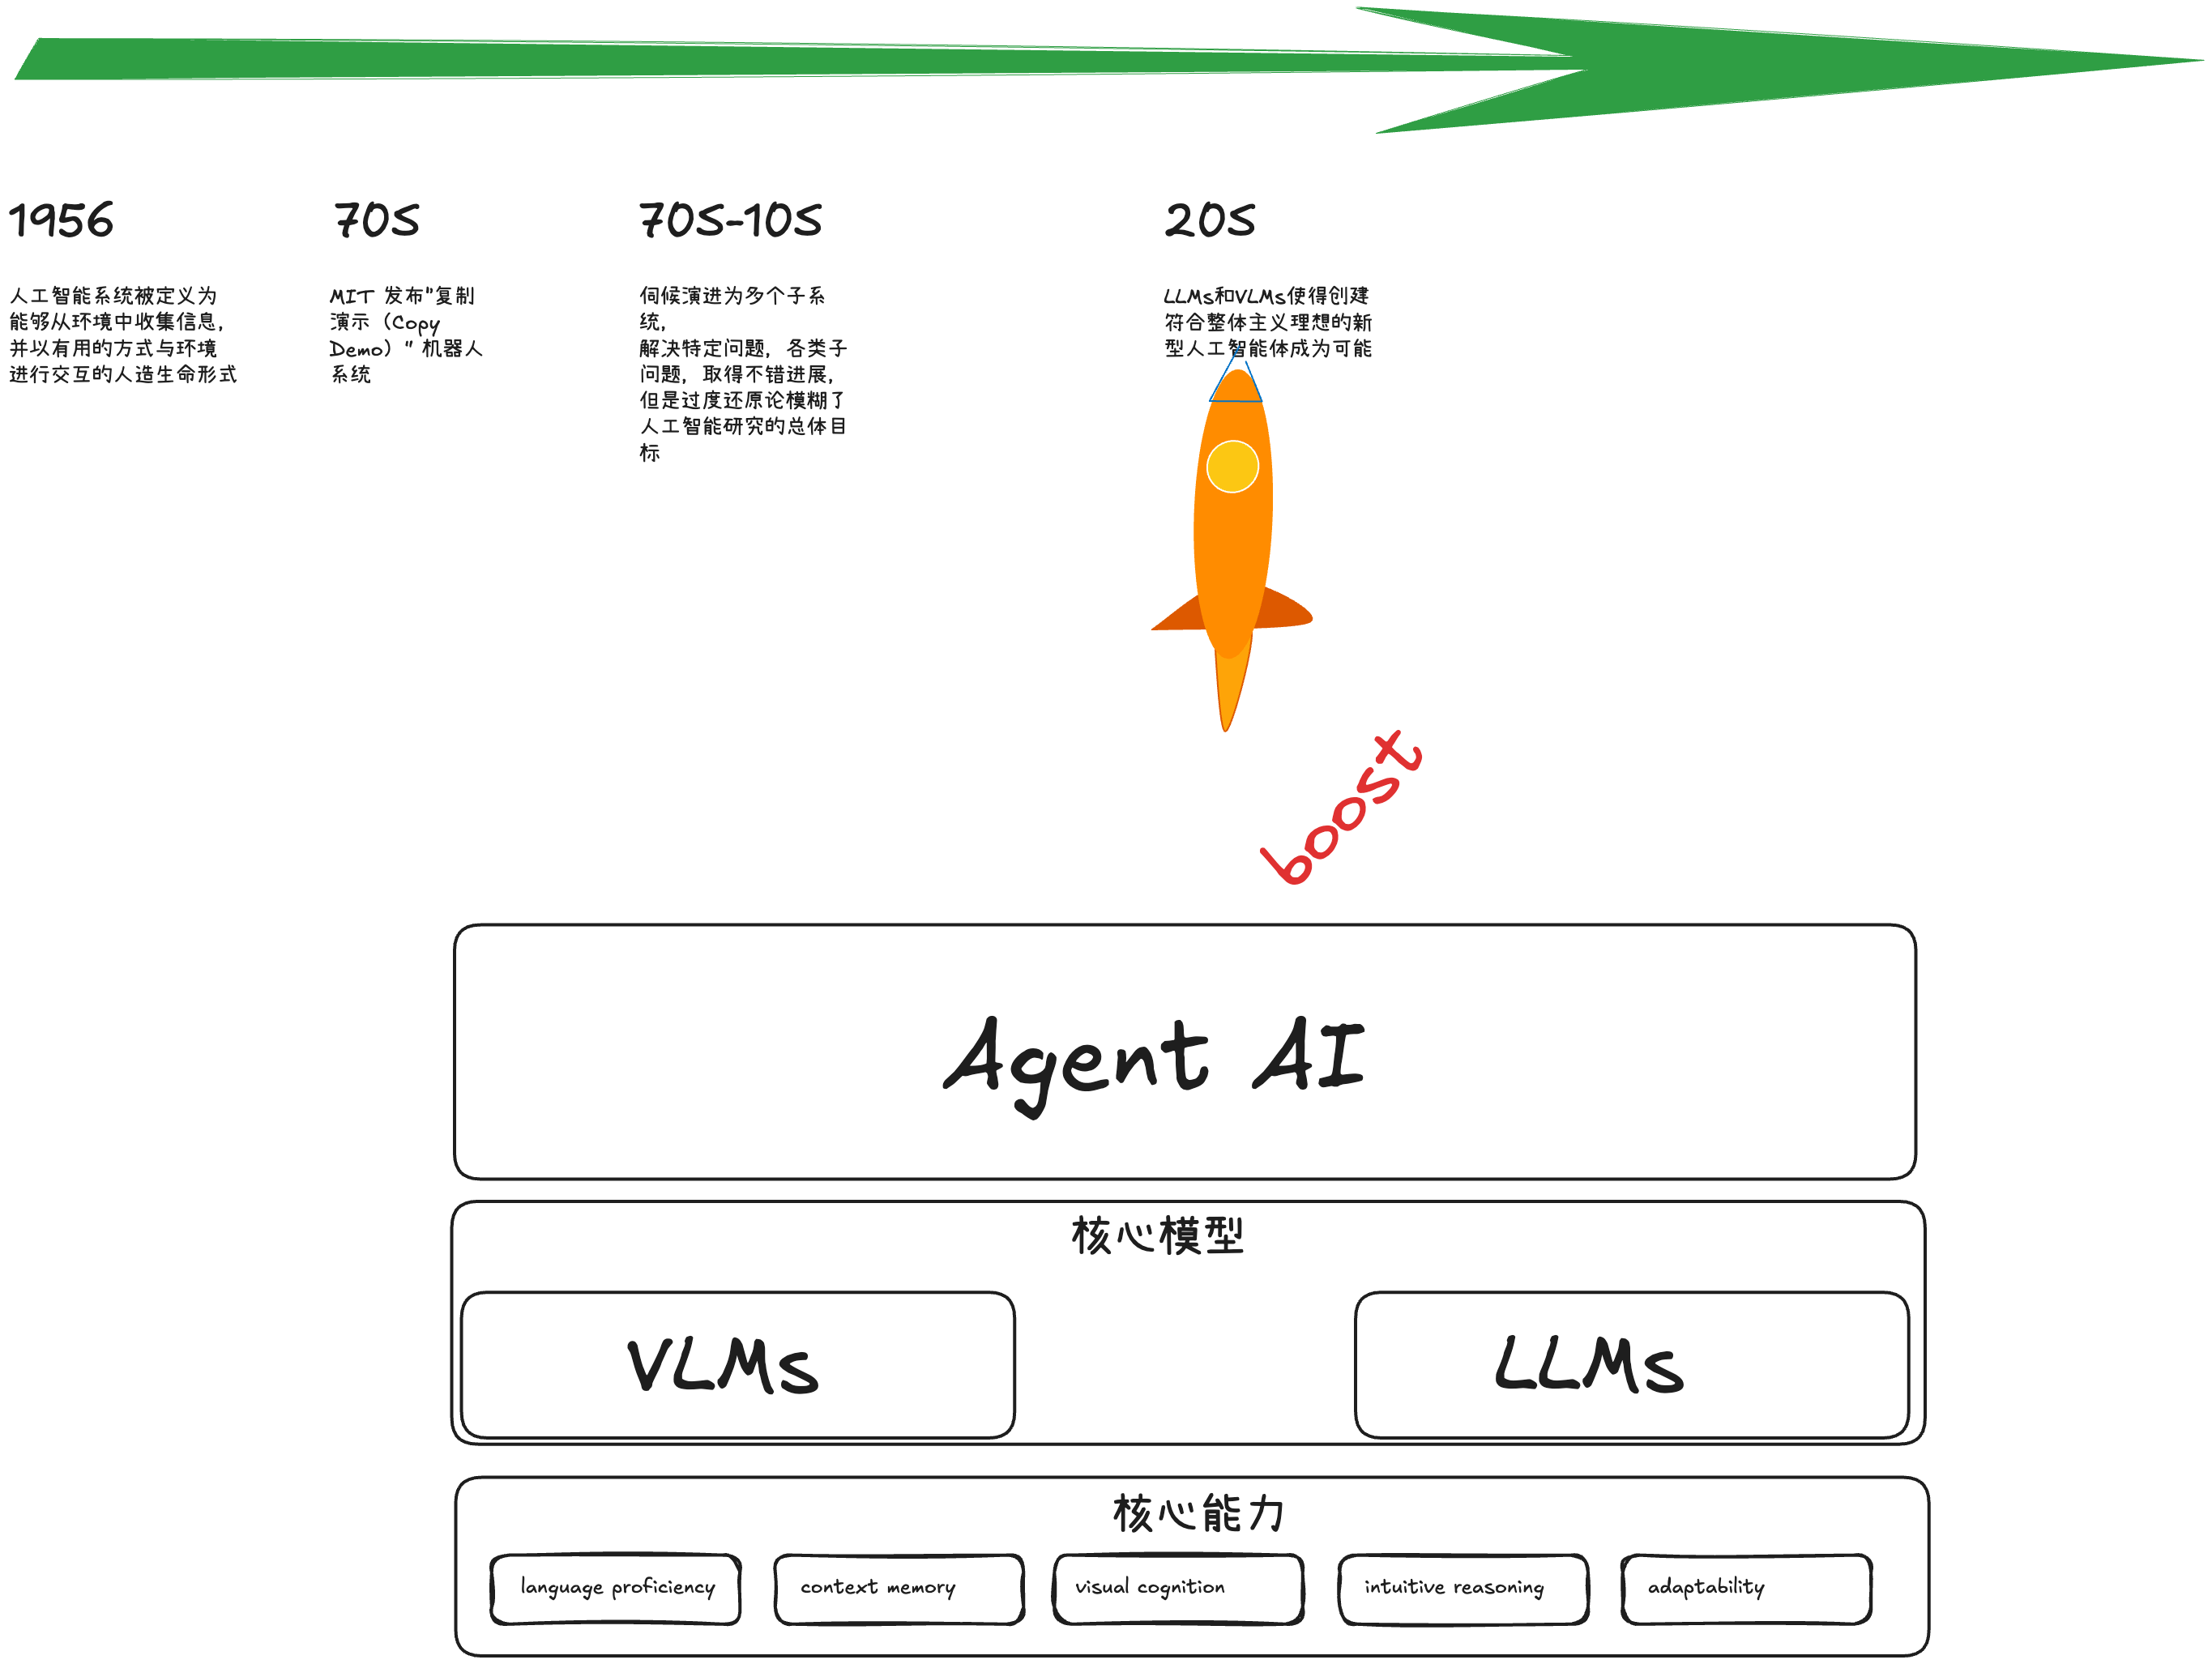 1956
人工智能系统被定义为
能够从环境中收集信息，
并以有用的方式与环境
进行交互的人造生命形式
70s
MIT 发布"复制
演示（Copy
Demo）" 机器人
系统
70s-10s
伺候演进为多个子系
统，
解决特定问题，各类子
问题，取得不错进展，
但是过度还原论模糊了
人工智能研究的总体目
标
20s
LLMs和VLMs使得创建
符合整体主义理想的新
型人工智能体成为可能
boost
Agent AI
核心模型
VLMs
LLMs
核心能力
language proficiency
context memory
visual cognition
intuitive reasoning
adaptability